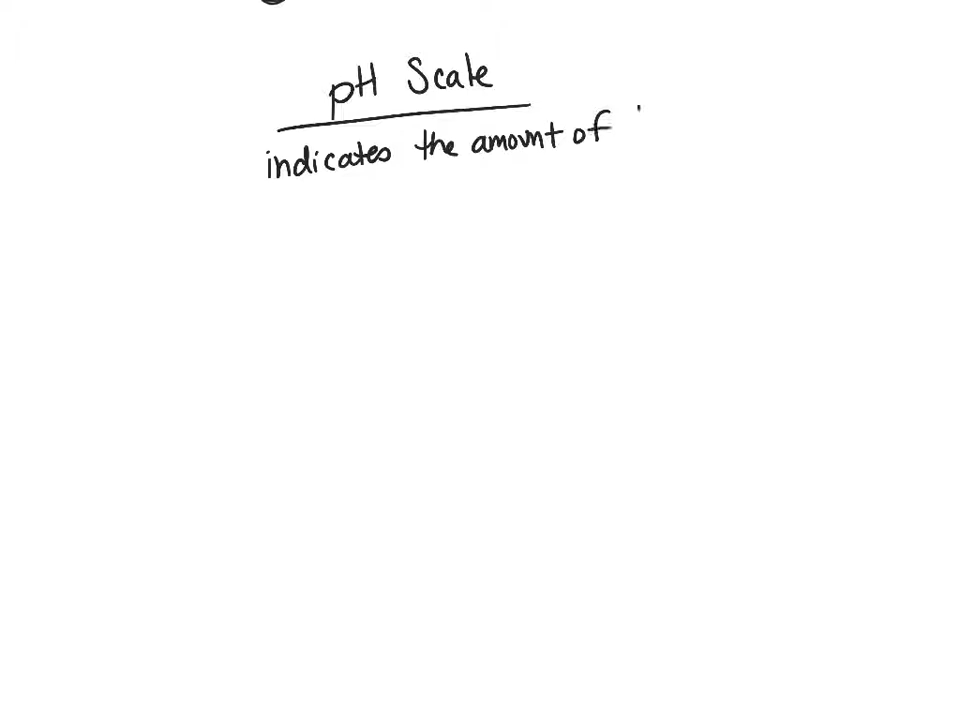 pH Scale
indicates the amount of